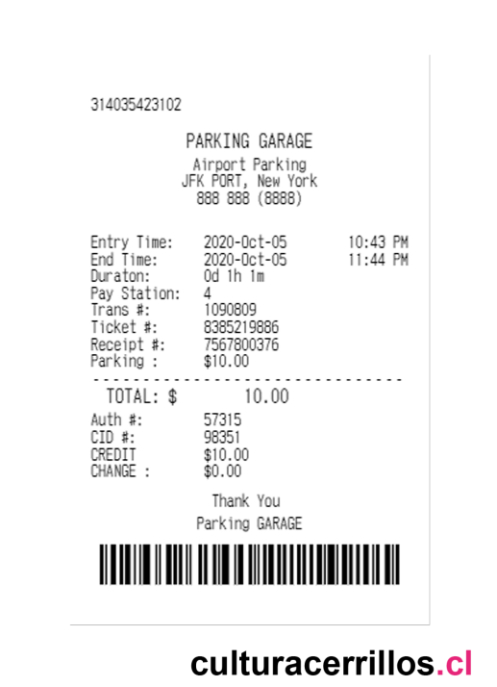 314035423102
PARKING GARAGE
Airport Parking
JFK PORT, New York
888 888 (8888)
Entry Time: 2020-Oct-05 10:43 PM
End Time: 2020-Oct-05 11:44 PM
Duraton: 0d 1h 1m
Pay Station: 4
Trans #: 1090809
Ticket #: 8385219886
Receipt #: 7567800376
Parking : $10.00
--------------------------------
TOTAL: $ 10.00
Auth #: 57315
CID #: 98351
CREDIT $10.00
CHANGE : $0.00
Thank You
Parking GARAGE
culturacerrillos.cl